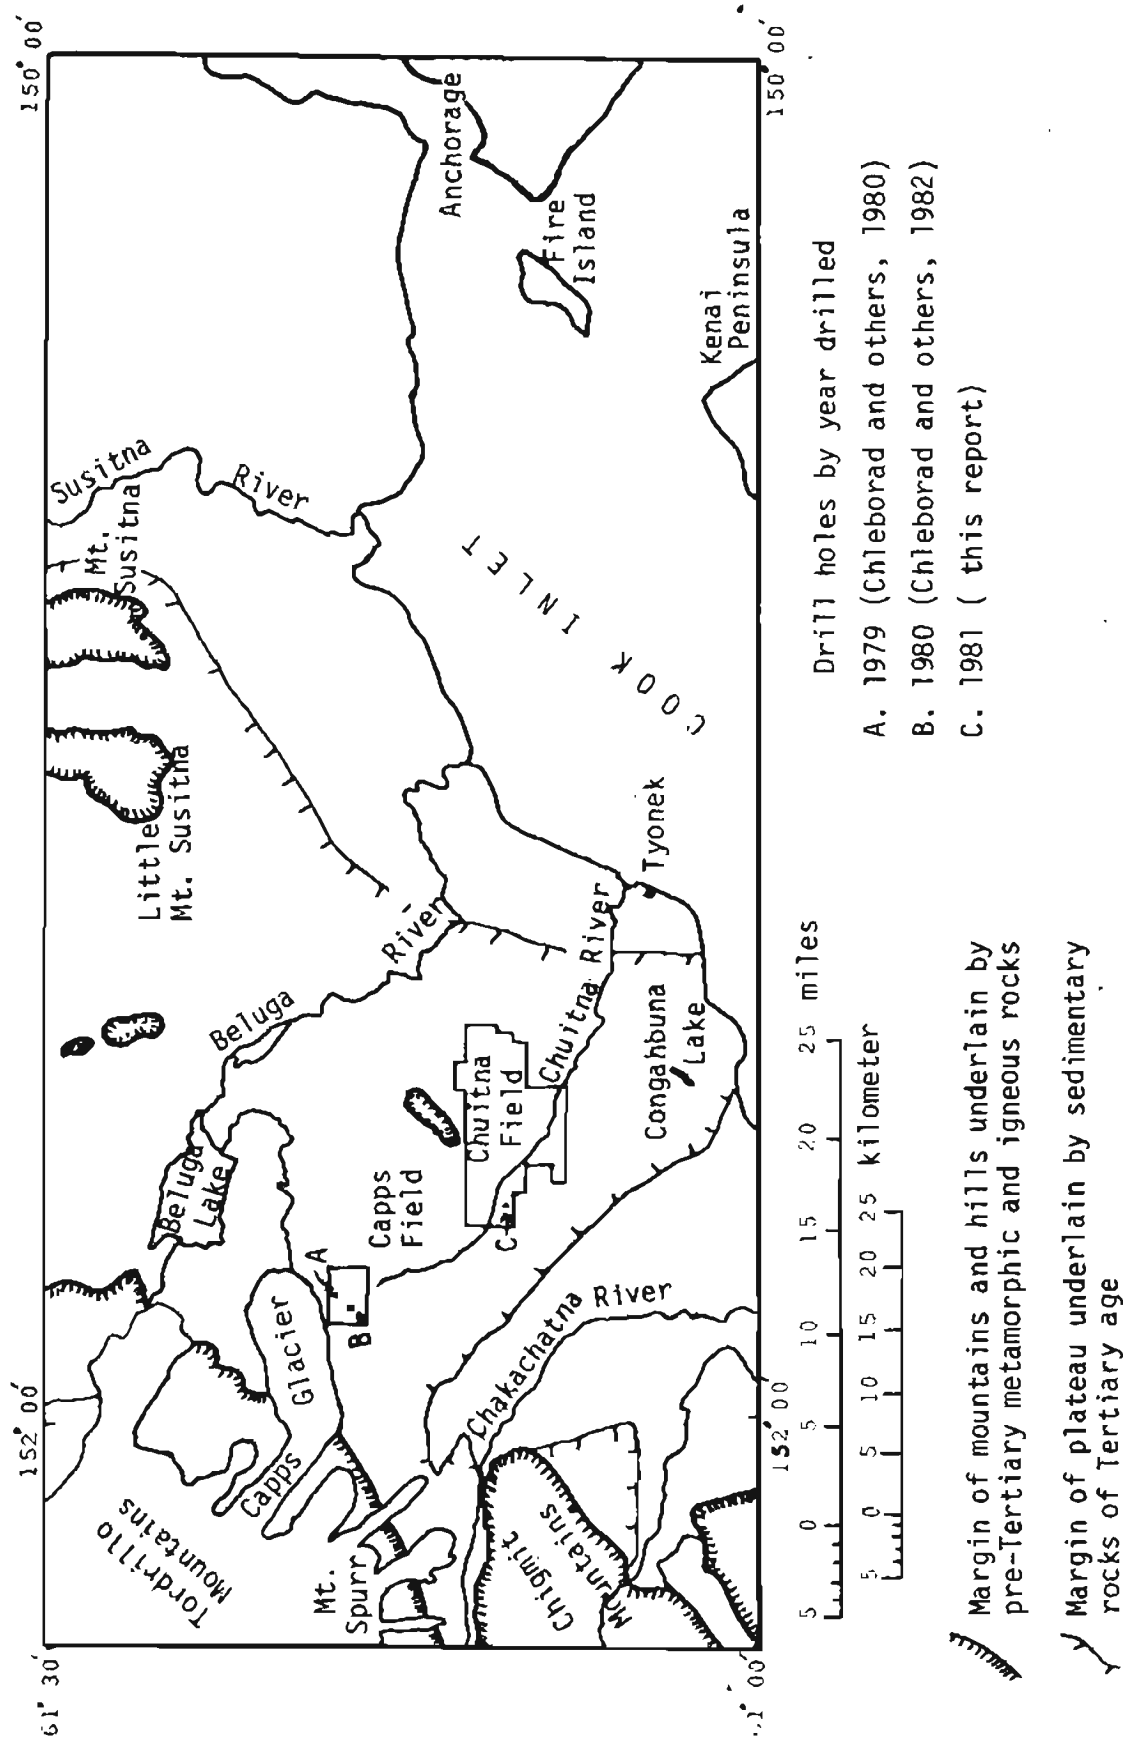 61° 30'
152° 00'
150° 00'
Tordrillo
Mountains
Capps
Glacier
Mt.
Spurr
Beluga
Lake
Beluga
River
Little
Mt. Susitna
Mt.
Susitna
Susitna
River
A
B
Capps
Field
C
Chuitna
Field
Chuitna River
Congahbuna
Lake
Chakachatna River
Chigmit
Mountains
Tyonek
COOK INLET
Anchorage
Fire
Island
Kenai
Peninsula
1° 00'
152° 00
150° 00'
5 0 5 10 15 20 25 miles
5 0 5 10 15 20 25 kilometer
Drill holes by year drilled
A. 1979 (Chleborad and others, 1980)
B. 1980 (Chleborad and others, 1982)
C. 1981 ( this report)
Margin of mountains and hills underlain by
pre-Tertiary metamorphic and igneous rocks
Margin of plateau underlain by sedimentary
rocks of Tertiary age